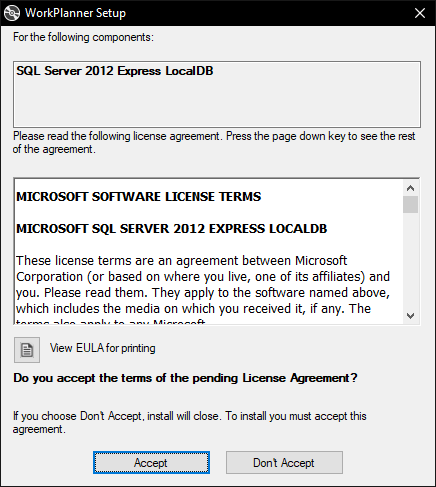 WorkPlanner Setup
For the following components:
SQL Server 2012 Express LocalDB
Please read the following license agreement. Press the page down key to see the rest
of the agreement.
MICROSOFT SOFTWARE LICENSE TERMS
MICROSOFT SQL SERVER 2012 EXPRESS LOCALDB
These license terms are an agreement between Microsoft
Corporation (or based on where you live, one of its affiliates) and
you. Please read them. They apply to the software named above,
which includes the media on which you received it, if any. The
terms also apply to any Microsoft
View EULA for printing
Do you accept the terms of the pending License Agreement?
If you choose Don't Accept, install will close. To install you must accept this
agreement.
Accept
Don't Accept